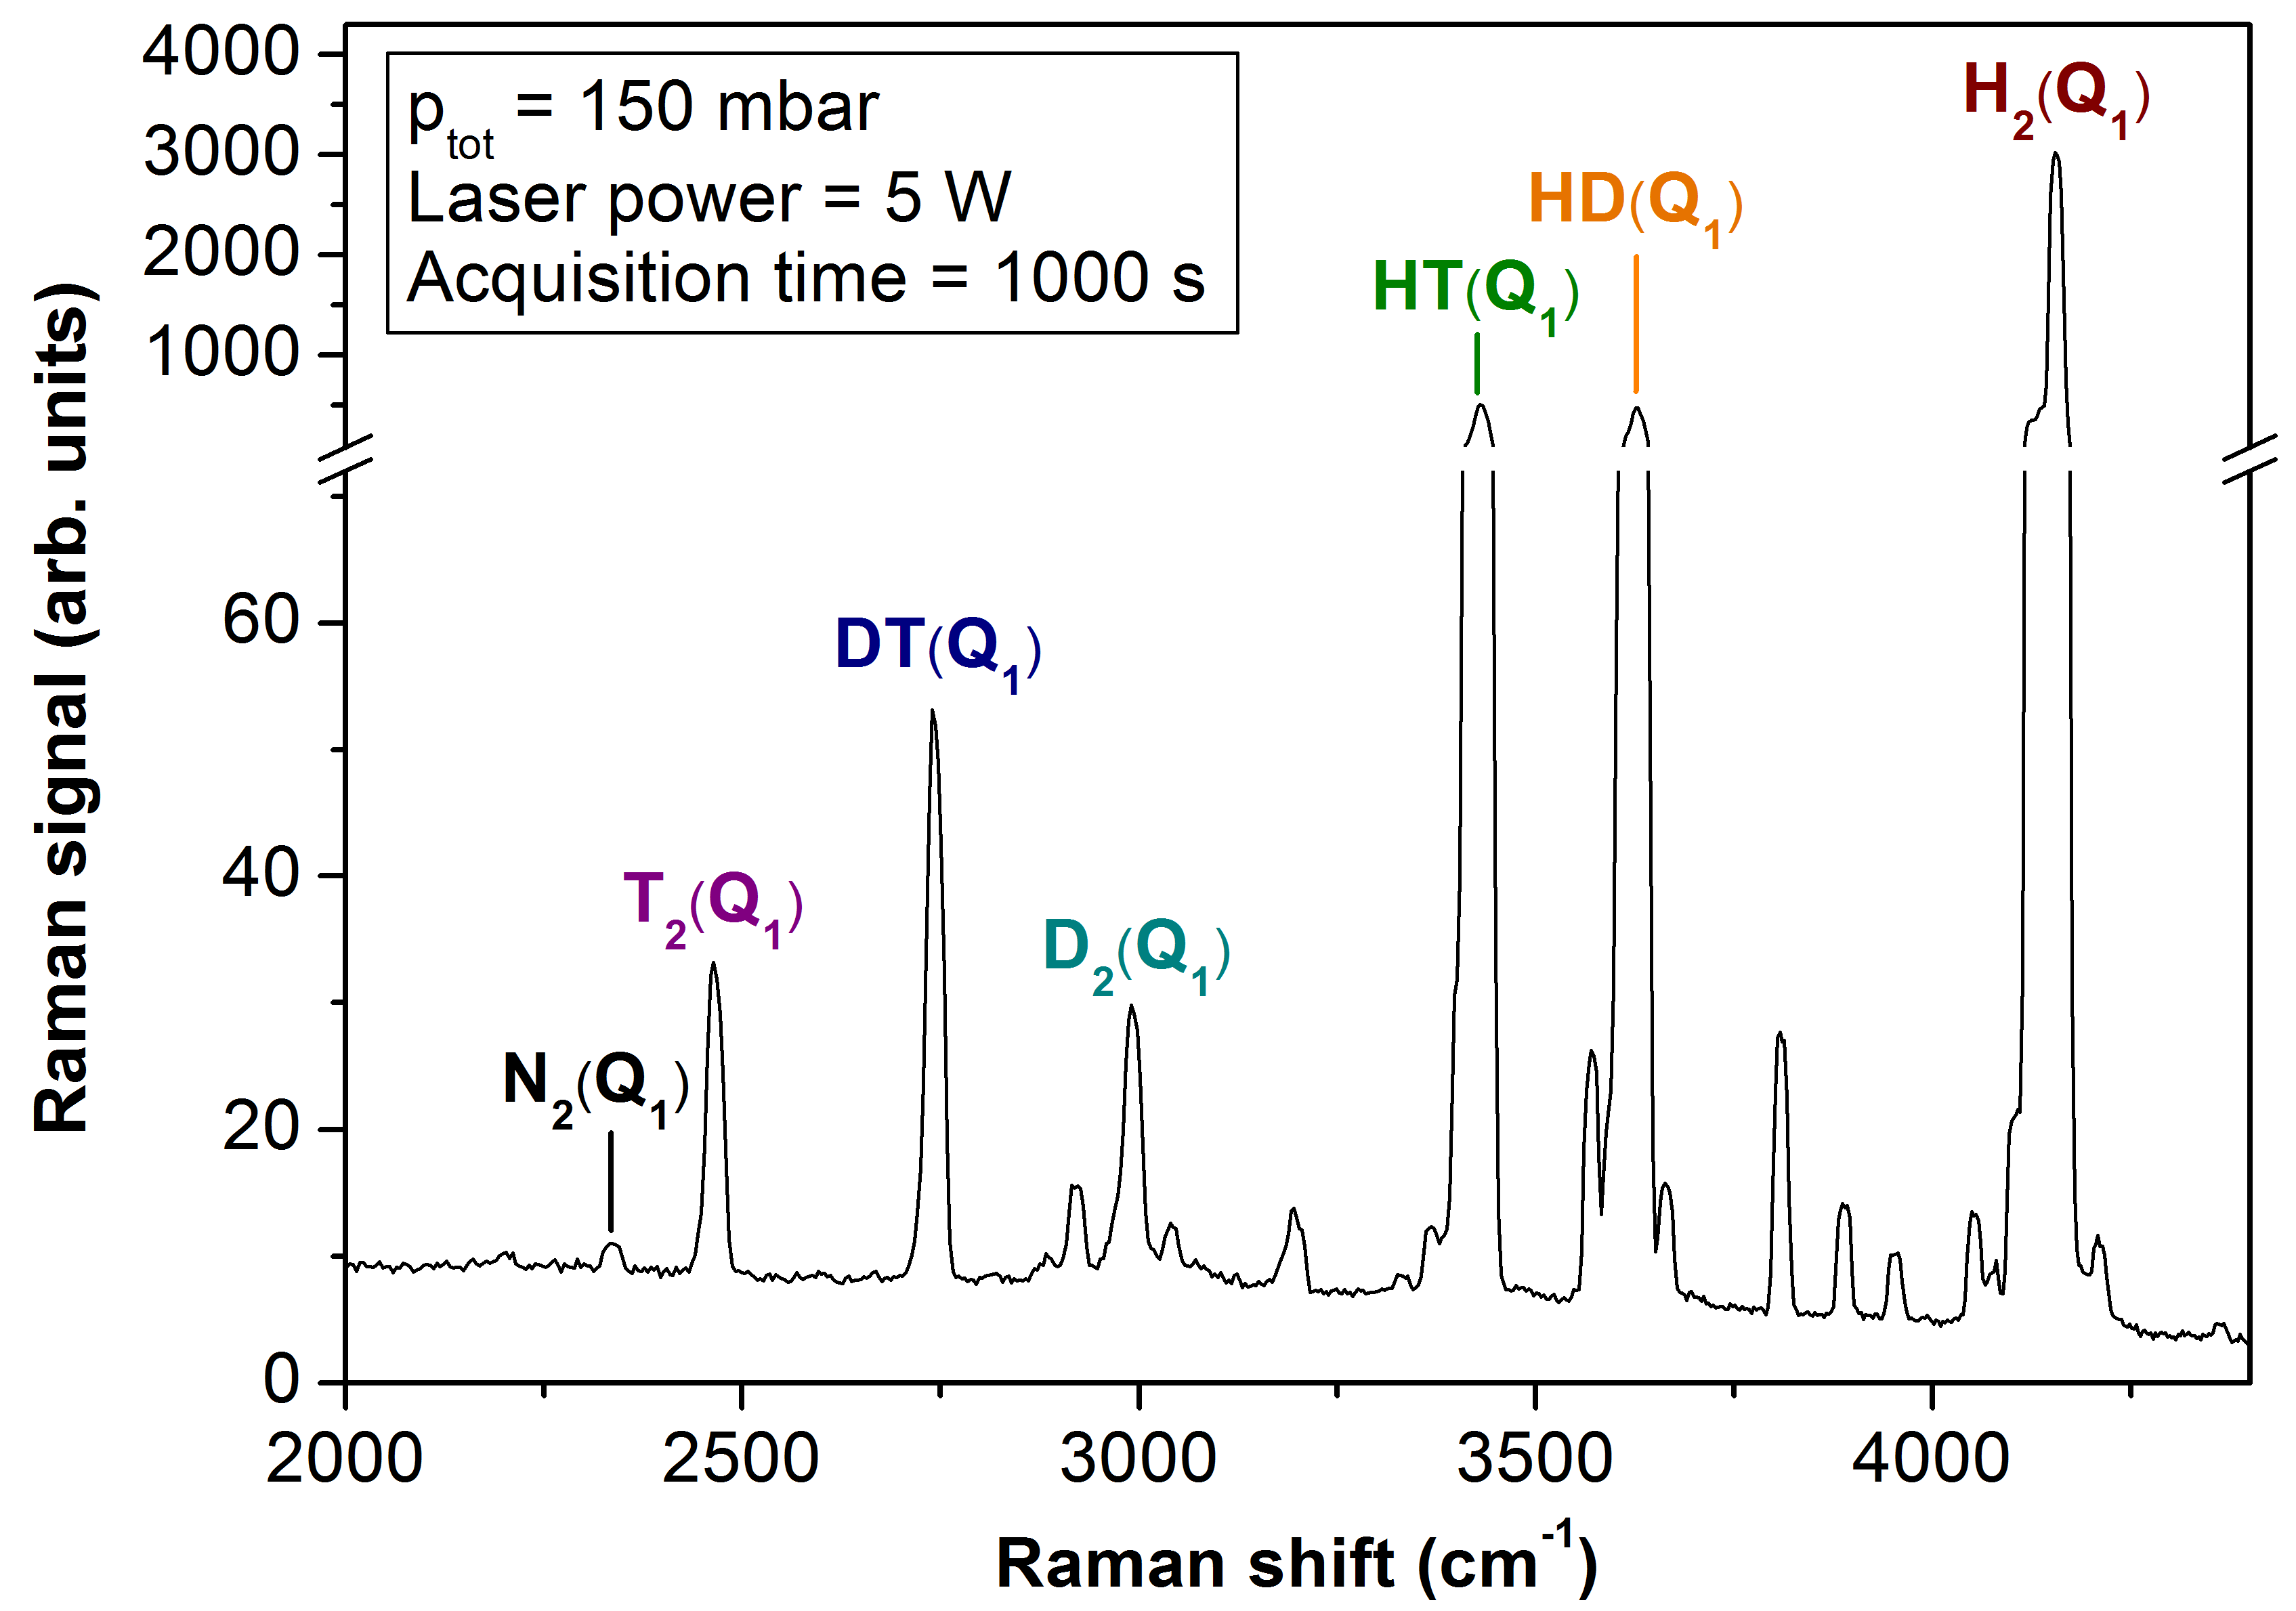 4000
3000
2000
1000
60
40
20
0
Raman signal (arb. units)
p_tot = 150 mbar
Laser power = 5 W
Acquisition time = 1000 s
H₂(Q₁)
HD(Q₁)
HT(Q₁)
DT(Q₁)
T₂(Q₁)
D₂(Q₁)
N₂(Q₁)
2000 2500 3000 3500 4000
Raman shift (cm⁻¹)